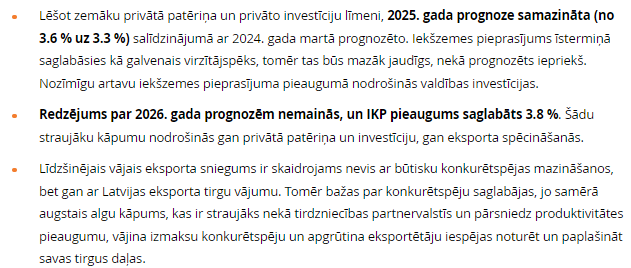 • Lēšot zemāku privātā patēriņa un privāto investīciju līmeni, 2025. gada prognoze samazināta (no
3.6 % uz 3.3 %) salīdzinājumā ar 2024. gada martā prognozēto. Iekšzemes pieprasījums īstermiņā
saglabāsies kā galvenais virzītājspēks, tomēr tas būs mazāk jaudīgs, nekā prognozēts iepriekš.
Nozīmīgu artavu iekšzemes pieprasījuma pieaugumā nodrošinās valdības investīcijas.
• Redzējums par 2026. gada prognozēm nemainās, un IKP pieaugums saglabāts 3.8 %. Šādu
straujāku kāpumu nodrošinās gan privātā patēriņa un investīciju, gan eksporta spēcināšanās.
• Līdzšinējais vājais eksporta sniegums ir skaidrojams nevis ar būtisku konkurētspējas mazināšanos,
bet gan ar Latvijas eksporta tirgu vājumu. Tomēr bažas par konkurētspēju saglabājas, jo samērā
augstais algu kāpums, kas ir straujāks nekā tirdzniecības partnervalstīs un pārsniedz produktivitātes
pieaugumu, vājina izmaksu konkurētspēju un apgrūtina eksportētāju iespējas noturēt un paplašināt
savas tirgus daļas.